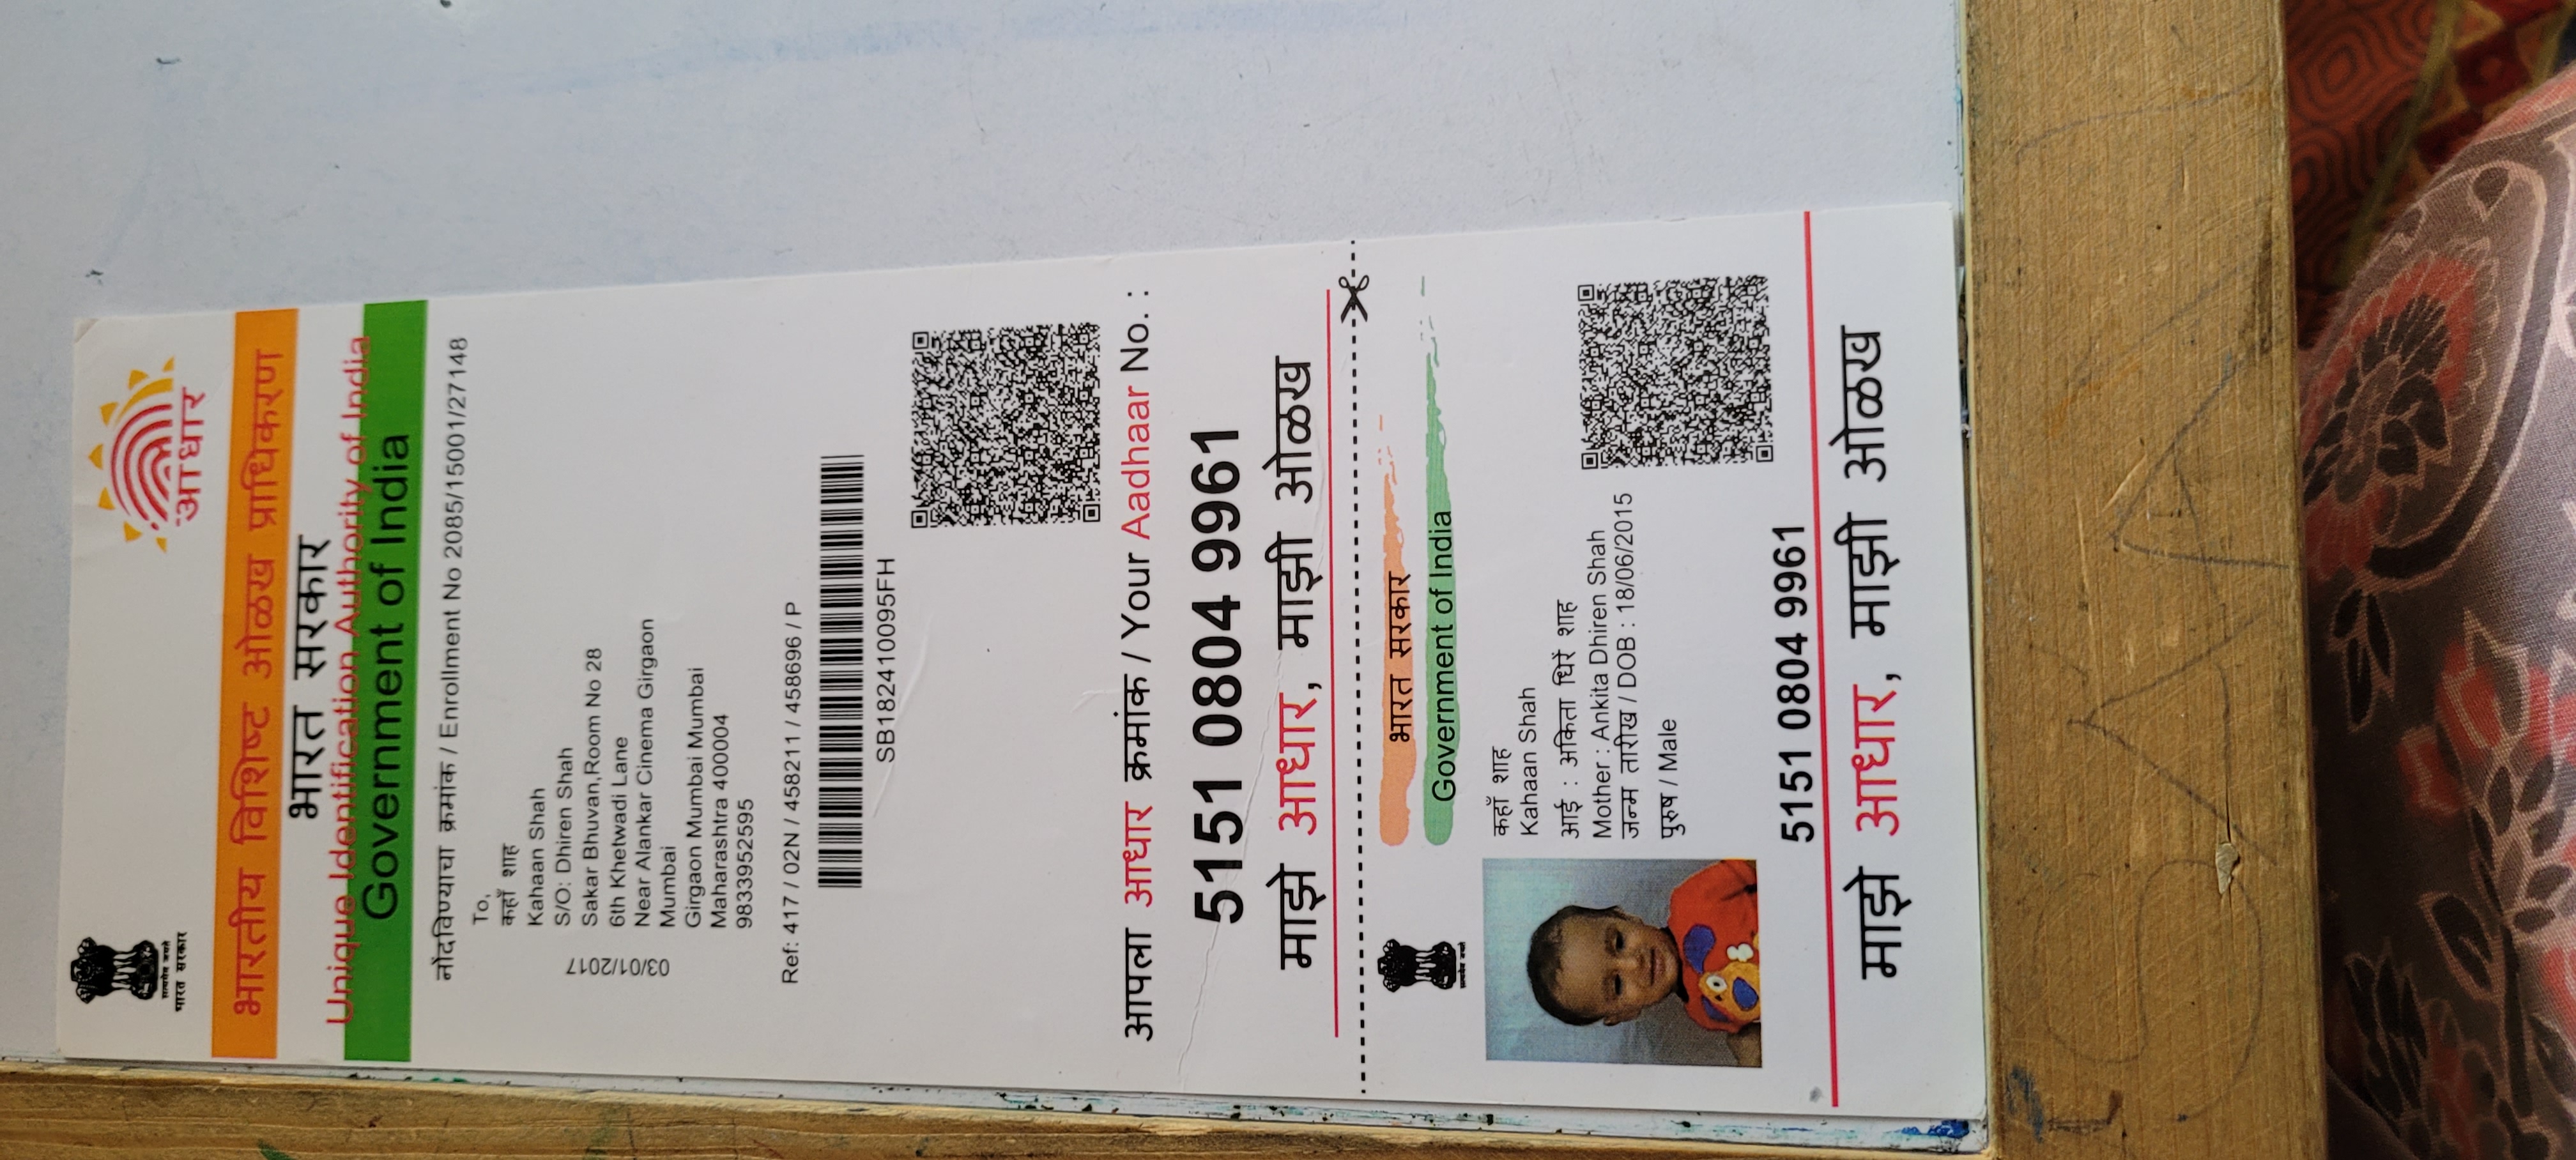 सत्यमेव जयते
भारत सरकार
आधार
भारतीय विशिष्ट ओळख प्राधिकरण
भारत सरकार
Unique Identification Authority of India
Government of India
नोंदविण्याचा क्रमांक / Enrollment No 2085/15001/27148
To,
कहाँ शाह
Kahaan Shah
S/O: Dhiren Shah
Sakar Bhuvan,Room No 28
6th Khetwadi Lane
Near Alankar Cinema Girgaon
Mumbai
Girgaon Mumbai Mumbai
Maharashtra 400004
9833952595
03/01/2017
Ref: 417 / 02N / 458211 / 458696 / P
SB182410095FH
आपला आधार क्रमांक / Your Aadhaar No. :
5151 0804 9961
माझे आधार, माझी ओळख
भारत सरकार
Government of India
सत्यमेव जयते
कहाँ शाह
Kahaan Shah
आई : अकिता धिरें शाह
Mother : Ankita Dhiren Shah
जन्म तारीख / DOB : 18/06/2015
पुरुष / Male
5151 0804 9961
माझे आधार, माझी ओळख